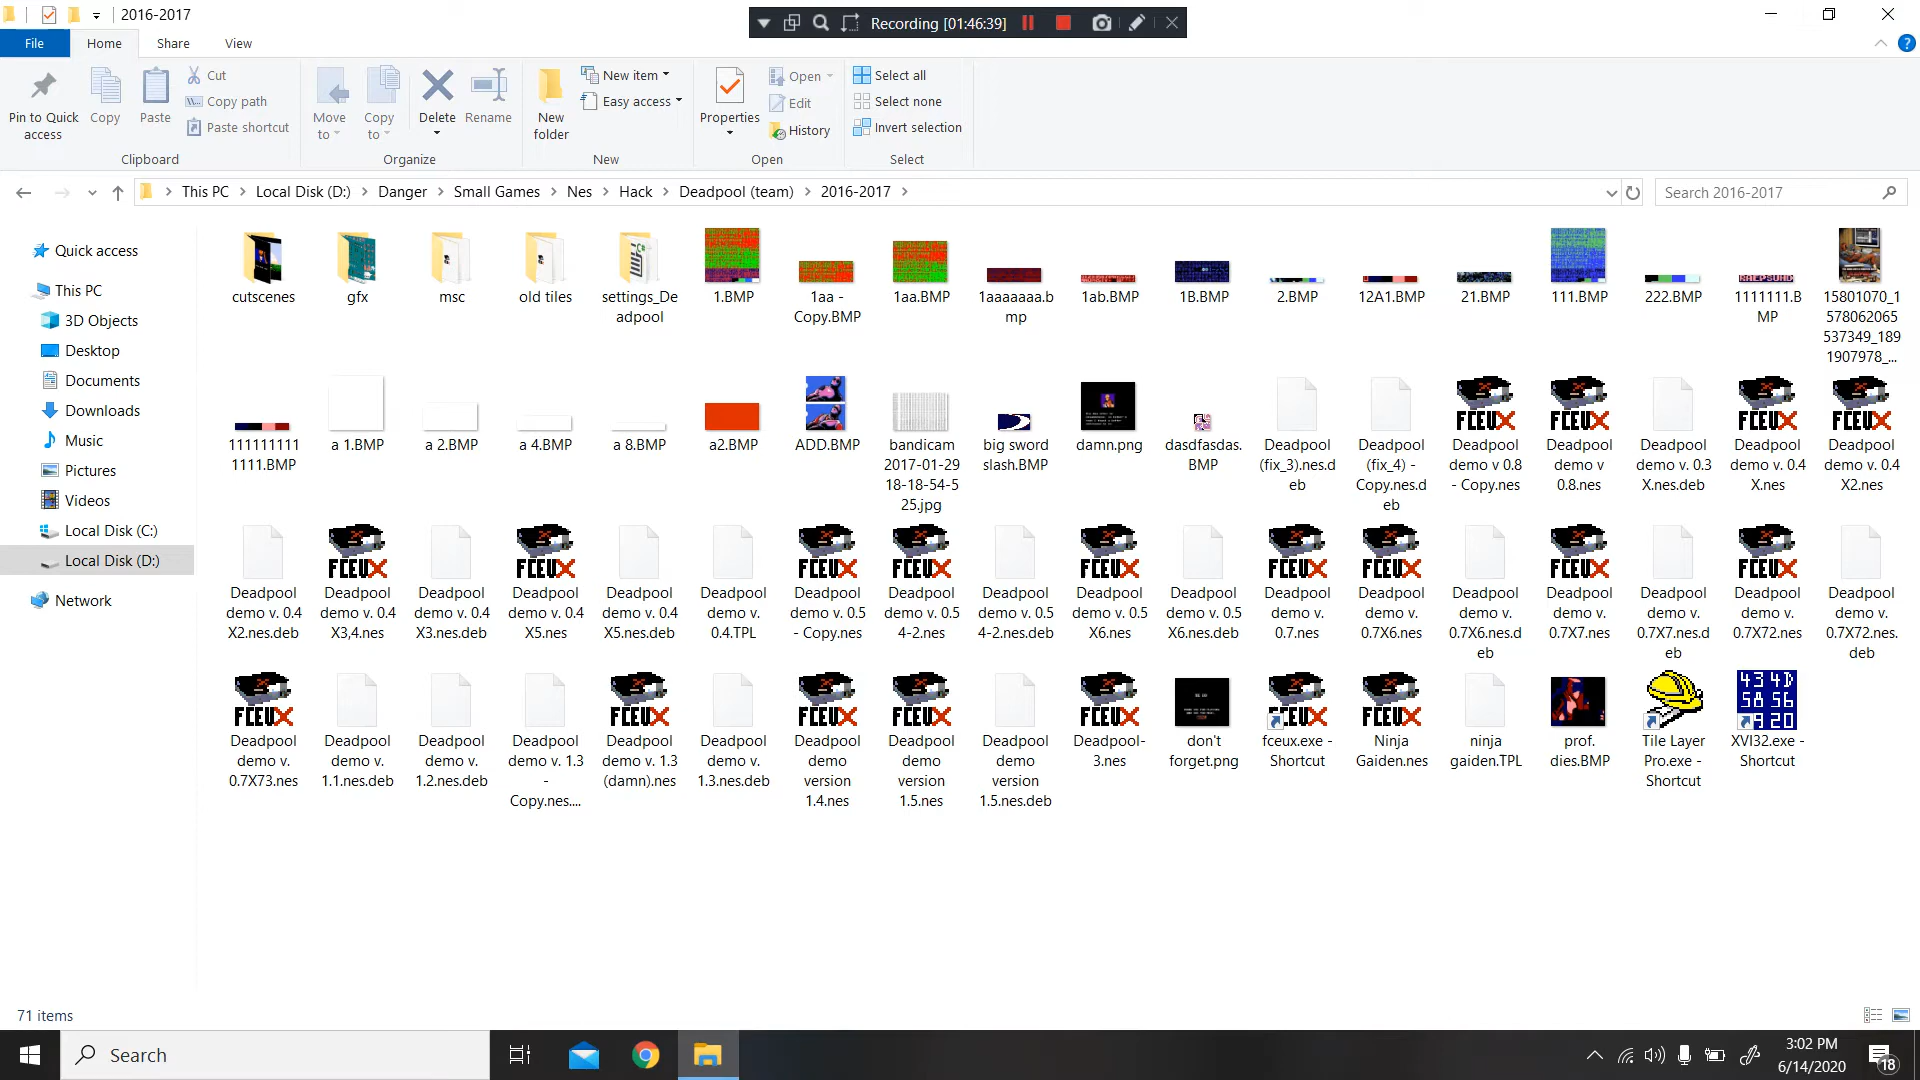 2016-2017
Recording [01:46:39]
File
Home
Share
View
Pin to Quick
access
Copy
Paste
Cut
Copy path
Paste shortcut
Clipboard
Move
to
Copy
to
Delete
Rename
Organize
New
folder
New item
Easy access
New
Properties
Open
Edit
History
Open
Select all
Select none
Invert selection
Select
This PC
Local Disk (D:)
Danger
Small Games
Nes
Hack
Deadpool (team)
2016-2017
Search 2016-2017
Quick access
This PC
3D Objects
Desktop
Documents
Downloads
Music
Pictures
Videos
Local Disk (C:)
Local Disk (D:)
Network
cutscenes
gfx
msc
old tiles
settings_De
adpool
1.BMP
1aa -
Copy.BMP
1aa.BMP
1aaaaaaa.b
mp
1ab.BMP
1B.BMP
2.BMP
12A1.BMP
21.BMP
111.BMP
222.BMP
1111111.B
MP
15801070_1
578062065
537349_189
1907978_...
1111111111
1111.BMP
a 1.BMP
a 2.BMP
a 4.BMP
a 8.BMP
a2.BMP
ADD.BMP
bandicam
2017-01-29
18-18-54-5
25.jpg
big sword
slash.BMP
damn.png
dasdfasdas.
BMP
Deadpool
(fix_3).nes.d
eb
Deadpool
(fix_4) -
Copy.nes.d
eb
Deadpool
demo v 0.8
- Copy.nes
Deadpool
demo v
0.8.nes
Deadpool
demo v. 0.3
X.nes.deb
Deadpool
demo v. 0.4
X.nes
Deadpool
demo v. 0.4
X2.nes
Deadpool
demo v. 0.4
X2.nes.deb
Deadpool
demo v. 0.4
X3,4.nes
Deadpool
demo v. 0.4
X3.nes.deb
Deadpool
demo v. 0.4
X5.nes
Deadpool
demo v. 0.4
X5.nes.deb
Deadpool
demo v.
0.4.TPL
Deadpool
demo v. 0.5
- Copy.nes
Deadpool
demo v. 0.5
4-2.nes
Deadpool
demo v. 0.5
4-2.nes.deb
Deadpool
demo v. 0.5
X6.nes
Deadpool
demo v. 0.5
X6.nes.deb
Deadpool
demo v.
0.7.nes
Deadpool
demo v.
0.7X6.nes
Deadpool
demo v.
0.7X6.nes.d
eb
Deadpool
demo v.
0.7X7.nes
Deadpool
demo v.
0.7X7.nes.d
eb
Deadpool
demo v.
0.7X72.nes
Deadpool
demo v.
0.7X72.nes.
deb
Deadpool
demo v.
0.7X73.nes
Deadpool
demo v.
1.1.nes.deb
Deadpool
demo v.
1.2.nes.deb
Deadpool
demo v. 1.3
-
Copy.nes....
Deadpool
demo v. 1.3
(damn).nes
Deadpool
demo v.
1.3.nes.deb
Deadpool
demo
version
1.4.nes
Deadpool
demo
version
1.5.nes
Deadpool
demo
version
1.5.nes.deb
Deadpool-
3.nes
don't
forget.png
fceux.exe -
Shortcut
Ninja
Gaiden.nes
ninja
gaiden.TPL
prof.
dies.BMP
Tile Layer
Pro.exe -
Shortcut
XVI32.exe -
Shortcut
71 items
Search
3:02 PM
6/14/2020
18